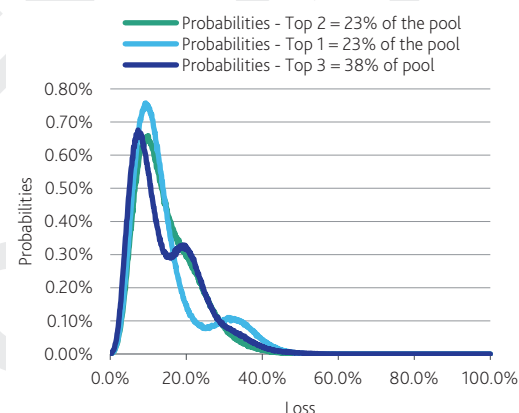 Probabilities - Top 2 = 23% of the pool
Probabilities - Top 1 = 23% of the pool
Probabilities - Top 3 = 38% of pool
0.80%
0.70%
0.60%
0.50%
0.40%
0.30%
0.20%
0.10%
0.00%
Probabilities
0.0% 20.0% 40.0% 60.0% 80.0% 100.0%
Loss